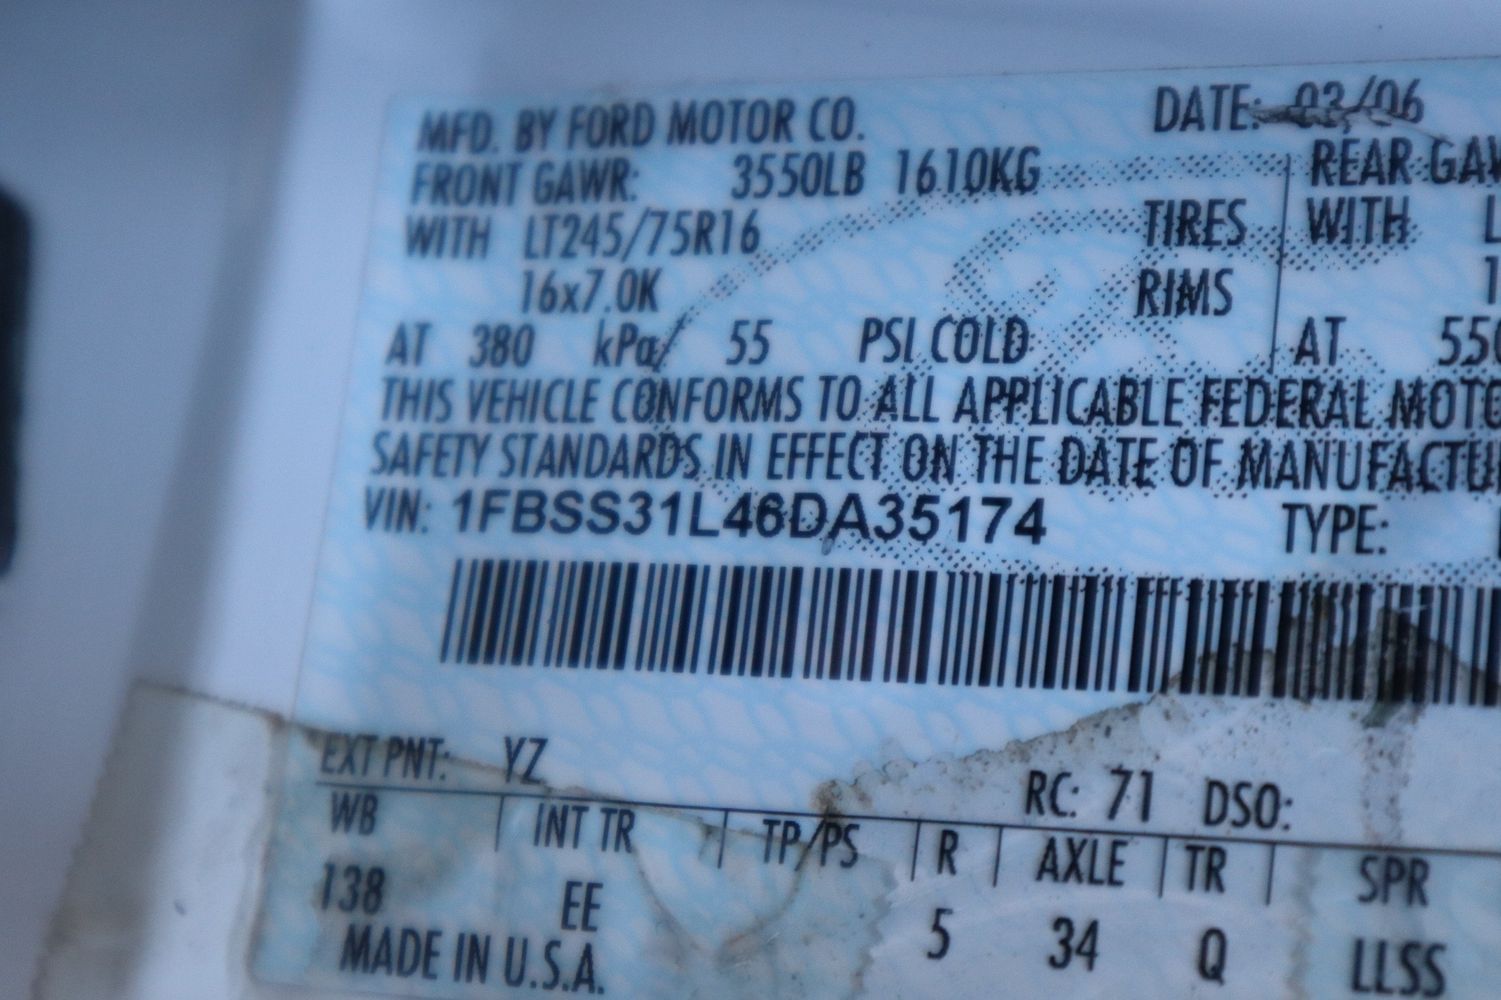 MFD. BY FORD MOTOR CO. DATE: 03/06
FRONT GAWR: 3550LB 1610KG REAR GAW
WITH LT245/75R16 TIRES WITH L
16x7.0K RIMS 1
AT 380 kPa/ 55 PSI COLD AT 550
THIS VEHICLE CONFORMS TO ALL APPLICABLE FEDERAL MOTO
SAFETY STANDARDS IN EFFECT ON THE DATE OF MANUFACTU
VIN: 1FBSS31L46DA35174 TYPE:
EXT PNT: YZ RC: 71 DSO:
WB INT TR TP/PS R AXLE TR SPR
138 EE 5 34 Q LLSS
MADE IN U.S.A.